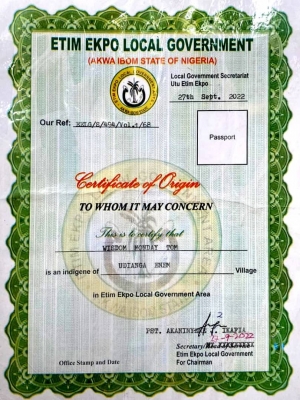 ETIM EKPO LOCAL GOVERNMENT
(AKWA IBOM STATE OF NIGERIA)
Local Government Secretariat
Utu Etim Ekpo
27th Sept. 2022
Our Ref:
Passport
Certificate of Origin
TO WHOM IT MAY CONCERN
This is to certify that
WISDOM MONDAY TOM
UDIANGA ENEM
is an indigene of Village
in Etim Ekpo Local Government Area
PST. AKANINYENE
Secretary/
Etim Ekpo Local Government
For Chairman
Office Stamp and Date